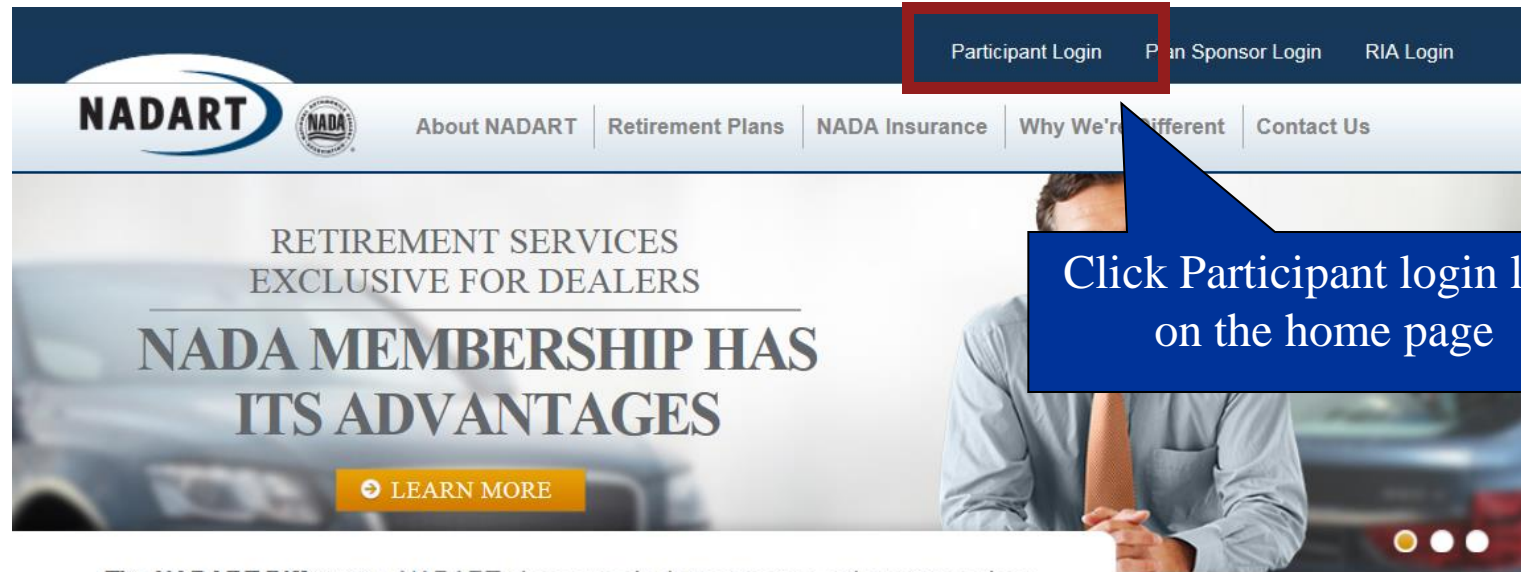 Participant Login Plan Sponsor Login RIA Login
NADART NADA About NADART Retirement Plans NADA Insurance Why We're Different Contact Us
RETIREMENT SERVICES
EXCLUSIVE FOR DEALERS
NADA MEMBERSHIP HAS
ITS ADVANTAGES
LEARN MORE
Click Participant login
on the home page